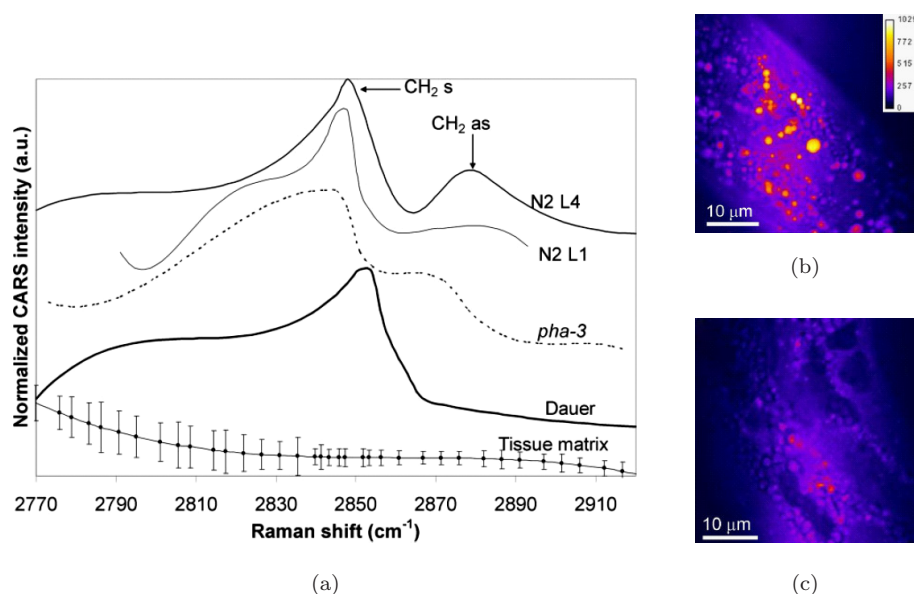 Normalized CARS intensity (a.u.)
CH2 s
CH2 as
N2 L4
N2 L1
pha-3
Dauer
Tissue matrix
2770 2790 2810 2830 2850 2870 2890 2910
Raman shift (cm-1)
(a)
1029
772
515
257
0
10 μm
(b)
10 μm
(c)